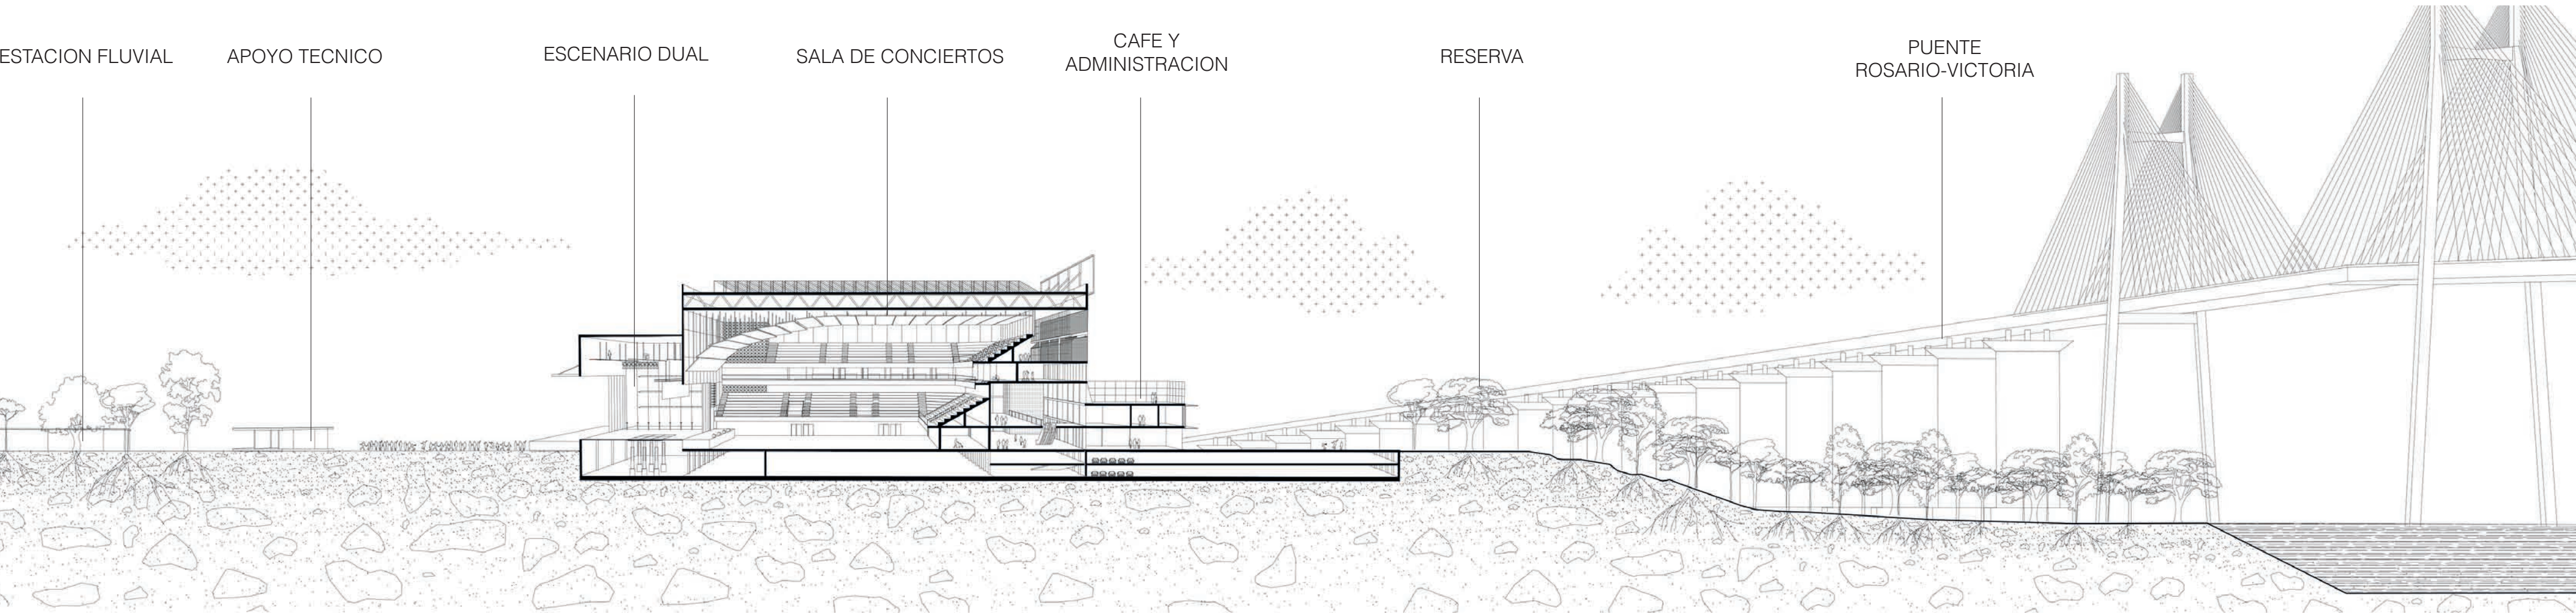 ESTACION FLUVIAL
APOYO TECNICO
ESCENARIO DUAL
SALA DE CONCIERTOS
CAFE Y
ADMINISTRACION
RESERVA
PUENTE
ROSARIO-VICTORIA